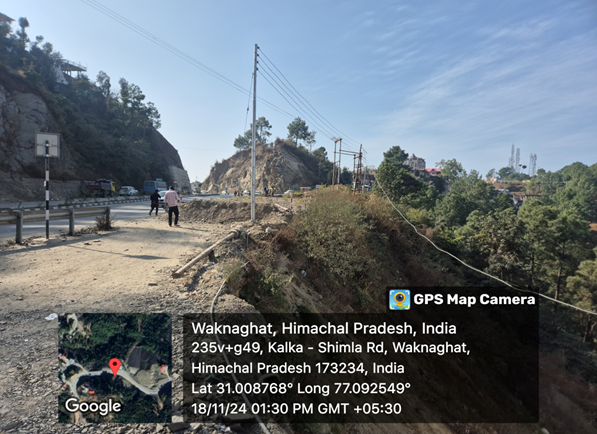 GPS Map Camera
Waknaghat, Himachal Pradesh, India
235v+g49, Kalka - Shimla Rd, Waknaghat,
Himachal Pradesh 173234, India
Lat 31.008768° Long 77.092549°
18/11/24 01:30 PM GMT +05:30
Google